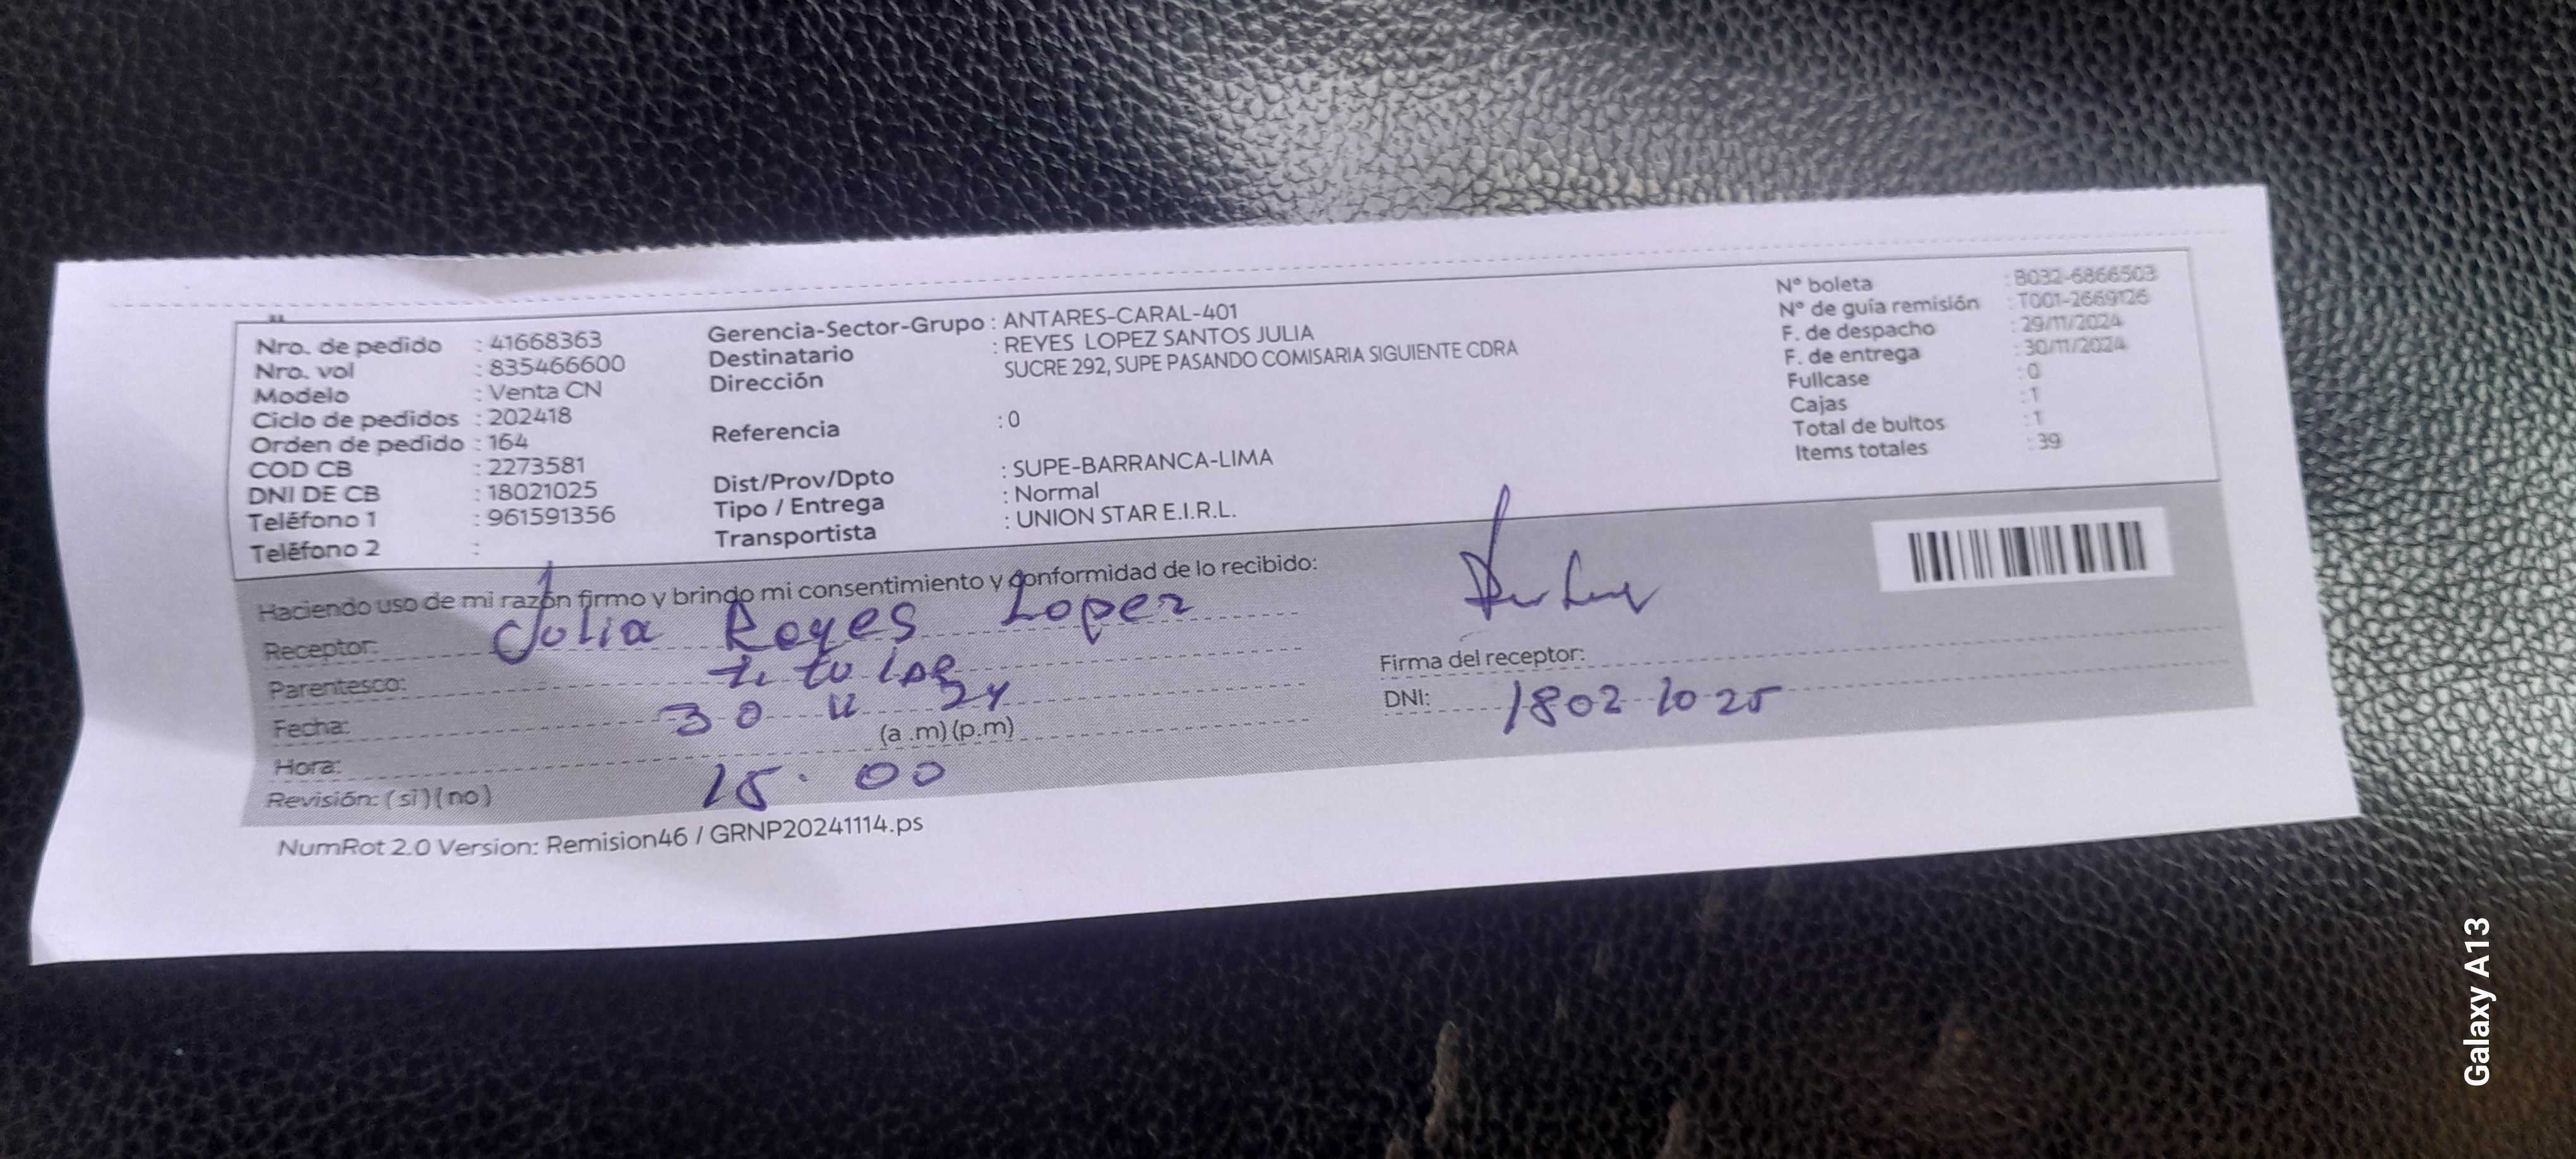 Nro. de pedido : 41668363
Nro. vol : 835466600
Modelo : Venta CN
Ciclo de pedidos : 202418
Orden de pedido : 164
COD CB : 2273581
DNI DE CB : 18021025
Teléfono 1 : 961591356
Teléfono 2 :
Gerencia-Sector-Grupo : ANTARES-CARAL-401
Destinatario : REYES LOPEZ SANTOS JULIA
Dirección SUCRE 292, SUPE PASANDO COMISARIA SIGUIENTE CDRA
Referencia : 0
Dist/Prov/Dpto : SUPE-BARRANCA-LIMA
Tipo / Entrega : Normal
Transportista : UNION STAR E.I.R.L.
N° boleta : B032-6866503
N° de guía remisión : T001-2669126
F. de despacho : 29/11/2024
F. de entrega : 30/11/2024
Fullcase : 0
Cajas : 1
Total de bultos : 1
Items totales : 39
Haciendo uso de mi razón firmo y brindo mi consentimiento y conformidad de lo recibido:
Receptor: Julia Reyes Lopez
Parentesco: titular
Fecha: 30 11 24
Hora: (a .m) (p.m)
Revisión: ( si ) ( no ) 15:00
Firma del receptor:
DNI: 18021025
NumRot 2.0 Version: Remision46 / GRNP20241114.ps
Galaxy A13